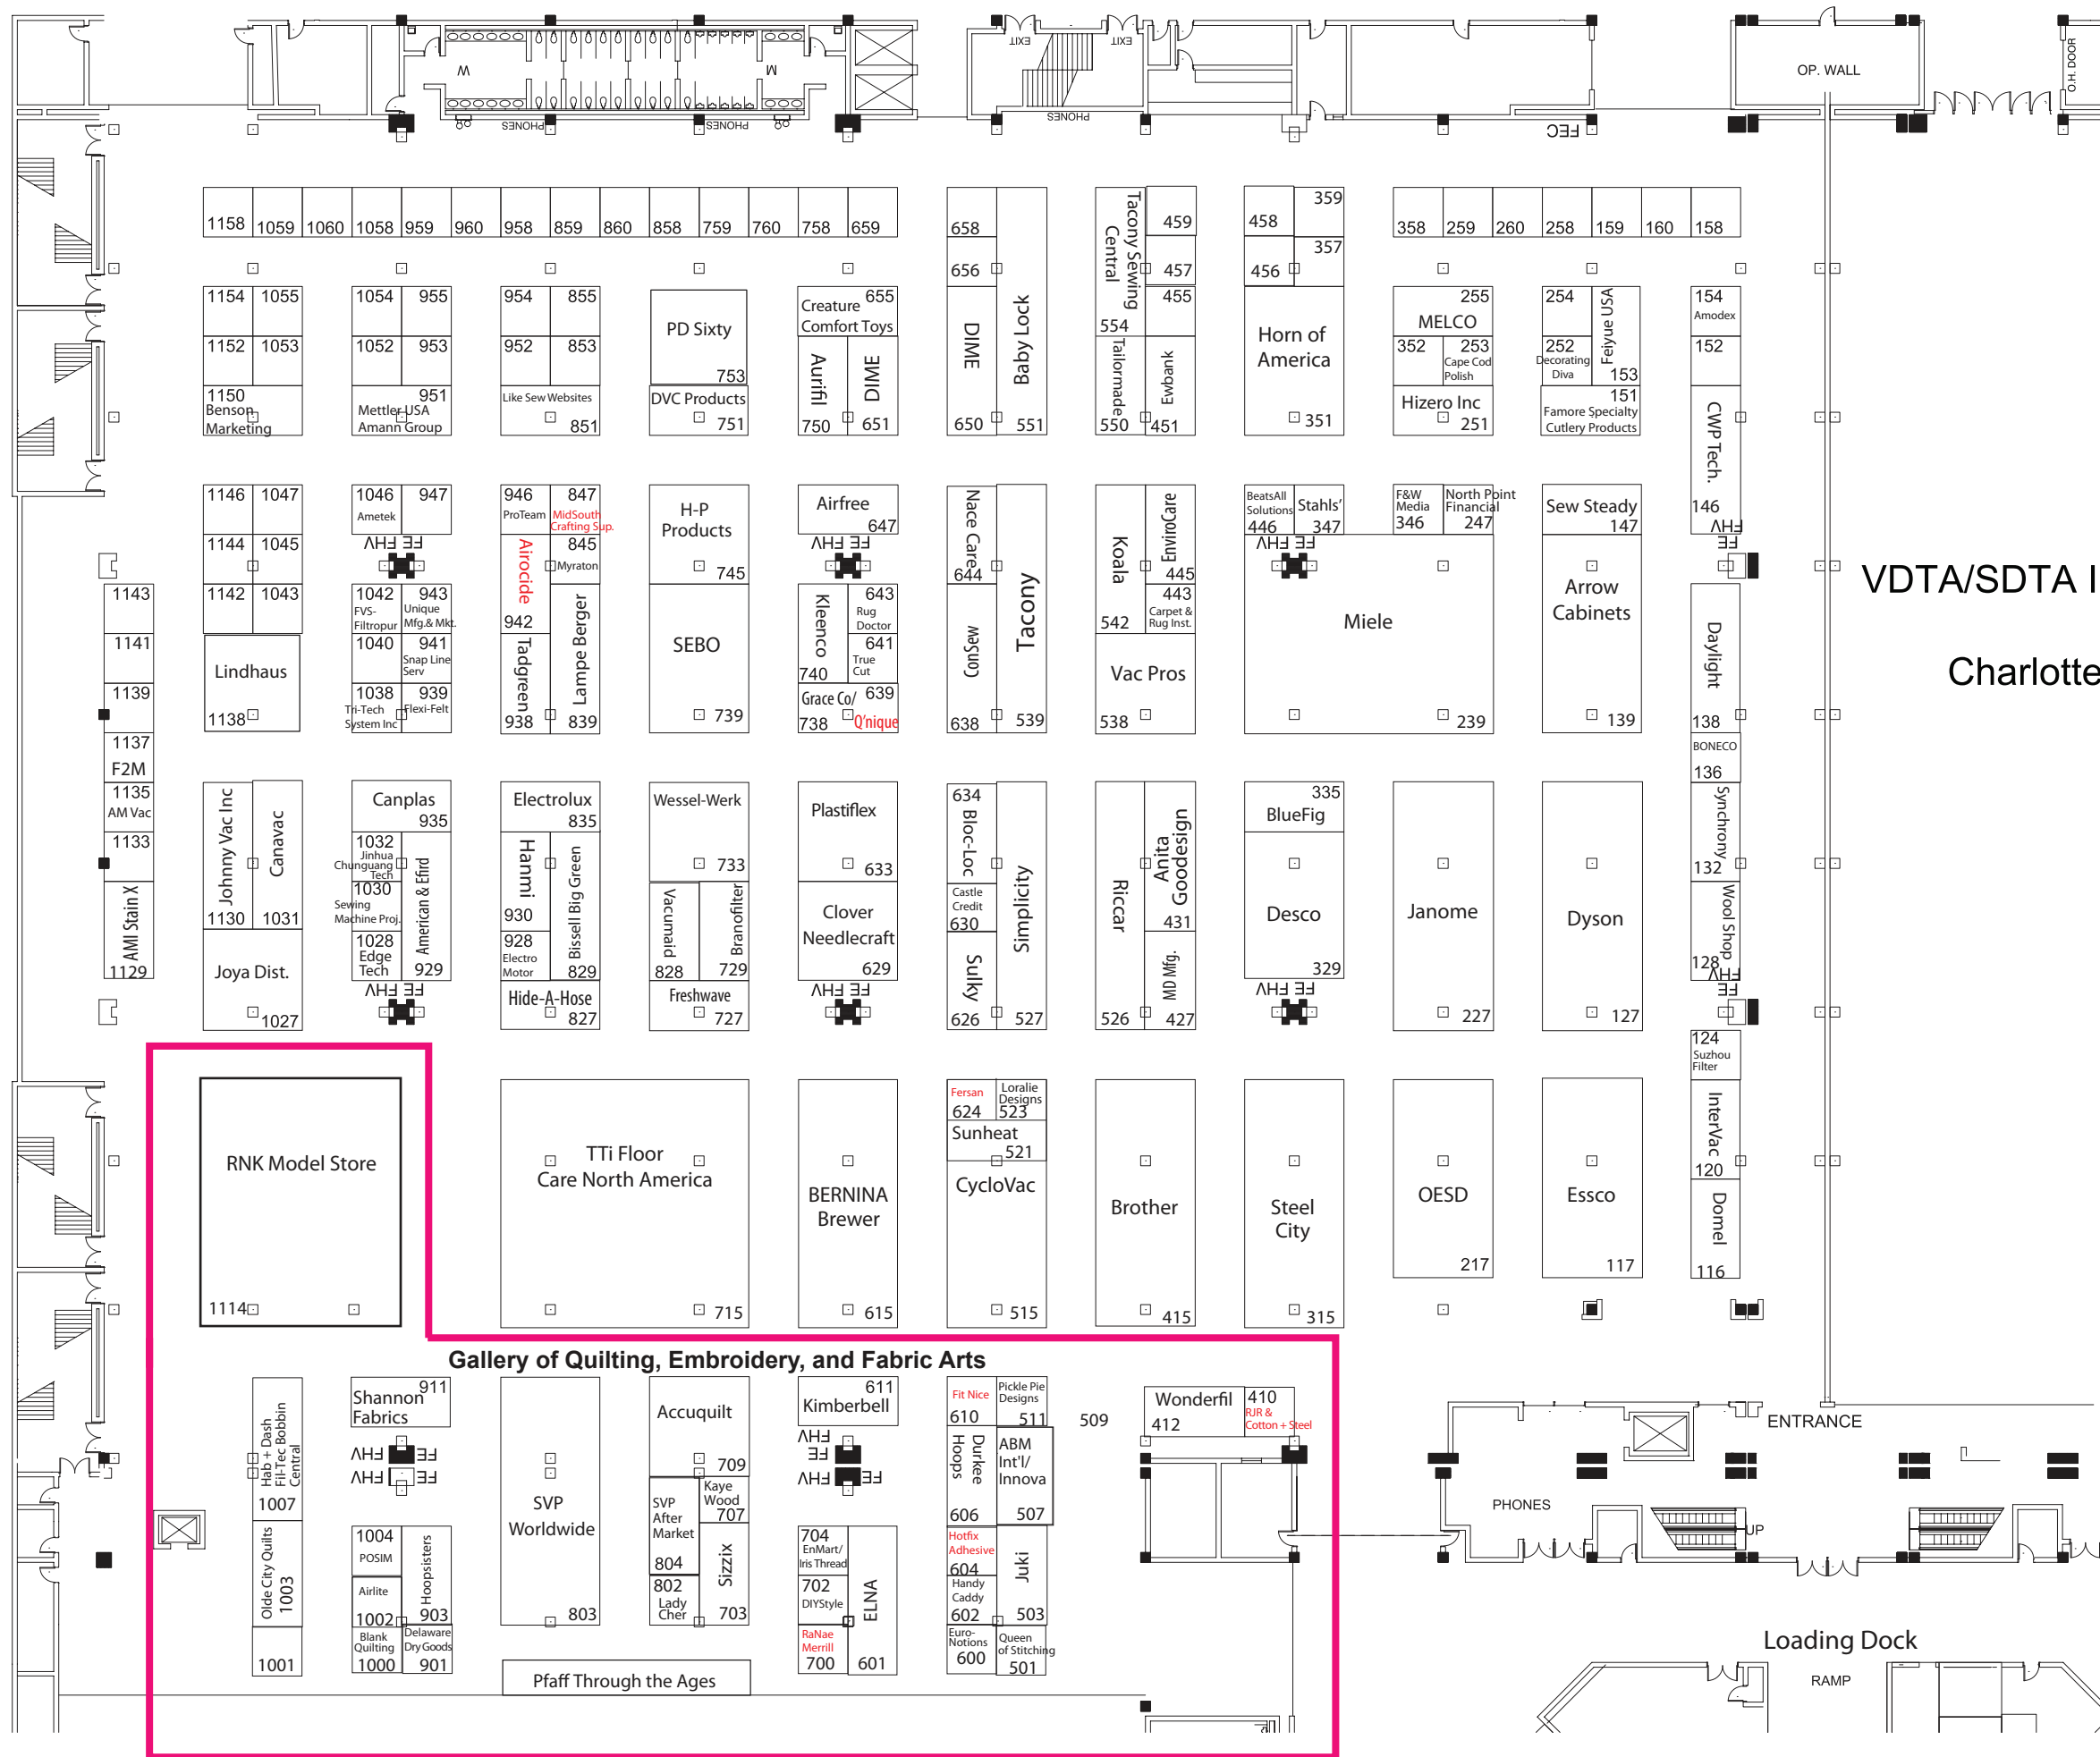 EXIT
EXIT
W
M
PHONES
PHONES
PHONES
FEC
OP. WALL
O.H. DOOR
1158
1059
1060
1058
959
960
958
859
860
858
759
760
758
659
658
656
Tacony Sewing
Central
554
459
457
458
456
359
357
358
259
260
258
159
160
158
1154
1055
1054
955
954
855
PD Sixty
753
655
Creature
Comfort Toys
DIME
650
Baby Lock
551
455
Horn of
America
351
255
MELCO
254
Feiyue USA
153
154
Amodex
1152
1053
1052
953
952
853
Aurifil
750
DIME
651
Tailormade
550
Ewbank
451
352
253
Cape Cod
Polish
252
Decorating
Diva
152
1150
Benson
Marketing
951
Mettler USA
Amann Group
Like Sew Websites
851
DVC Products
751
Hizero Inc
251
151
Famore Specialty
Cutlery Products
CWP Tech.
146
1146
1047
1046
Ametek
947
946
ProTeam
847
MidSouth
Crafting Sup.
H-P
Products
745
Airfree
647
Nace Care
644
Tacony
539
Koala
542
EnviroCare
445
BeatsAll
Solutions
446
Stahls'
347
F&W
Media
346
North Point
Financial
247
Sew Steady
147
FHV
FE
FHV FE
FHV FE
FHV FE
1144
1045
Airocide
942
845
Myraton
Miele
239
Arrow
Cabinets
139
VDTA/SDTA I
Charlotte
1143
1142
1043
1042
FVS-
Filtropur
943
Unique
Mfg.& Mkt.
Lampe Berger
839
SEBO
739
Kleenco
740
643
Rug
Doctor
Consew
638
443
Carpet &
Rug Inst.
Daylight
138
1141
Lindhaus
1138
1040
941
Snap Line
Serv
Tadgreen
938
641
True
Cut
Vac Pros
538
1139
1038
Tri-Tech
System Inc
939
Flexi-Felt
Grace Co/
639
738
Q'nique
1137
F2M
BONECO
136
1135
AM Vac
1133
Johnny Vac Inc
1130
Canavac
1031
Canplas
935
Electrolux
835
Wessel-Werk
733
Plastiflex
633
634
Bloc-Loc
Simplicity
527
Riccar
526
Anita
Goodesign
431
335
BlueFig
Janome
227
Dyson
127
Synchrony
132
1032
Jinhua
Chunguang
Tech
American & Efird
929
Hanmi
930
Bissell Big Green
829
Desco
329
AMI Stain X
1129
1030
Sewing
Machine Proj.
Vacumaid
828
Branofilter
729
Clover
Needlecraft
629
Castle
Credit
630
Wool Shop
128
Joya Dist.
1027
1028
Edge
Tech
928
Electro
Motor
Sulky
626
MD Mfg.
427
FHV
FE
FHV FE
Hide-A-Hose
827
Freshwave
727
FHV FE
FHV FE
124
Suzhou
Filter
RNK Model Store
1114
TTi Floor
Care North America
715
BERNINA
Brewer
615
Fersan
624
Loralie
Designs
523
Sunheat
521
CycloVac
515
Brother
415
Steel
City
315
OESD
217
Essco
117
InterVac
120
Domel
116
Gallery of Quilting, Embroidery, and Fabric Arts
Hab + Dash
Fil-Tec Bobbin
Central
1007
911
Shannon
Fabrics
SVP
Worldwide
803
Accuquilt
709
611
Kimberbell
Fit Nice
610
Pickle Pie
Designs
511
509
Wonderfil
412
410
RJR &
Cotton + Steel
ENTRANCE
FHV FE
FHV FE
FHV
FE
FHV FE
Durkee
Hoops
606
ABM
Int'l/
Innova
507
SVP
After
Market
804
Kaye
Wood
707
PHONES
UP
Olde City Quilts
1003
1004
POSIM
Hoopsisters
903
Sizzix
703
704
EnMart/
Iris Thread
ELNA
601
Hotfix
Adhesive
604
Juki
503
Airlite
1002
802
Lady
Cher
702
DIYStyle
Handy
Caddy
602
1001
Blank
Quilting
1000
Delaware
Dry Goods
901
RaNae
Merrill
700
Euro-
Notions
600
Queen
of Stitching
501
Pfaff Through the Ages
Loading Dock
RAMP